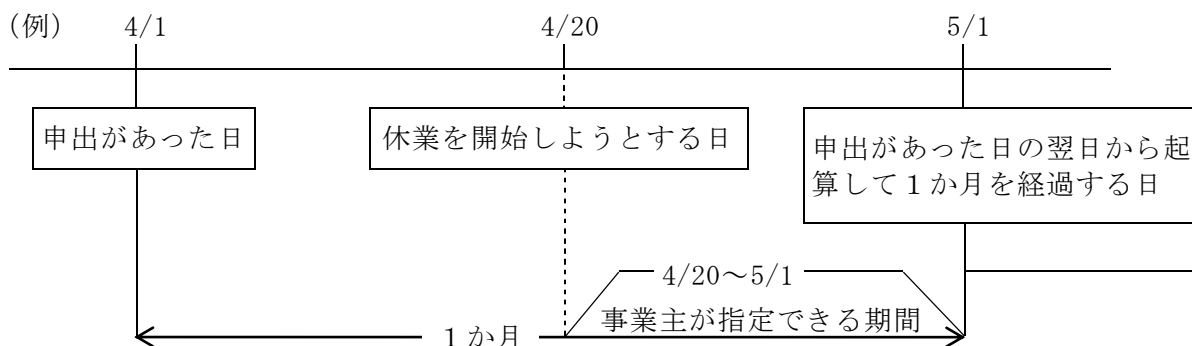 (例) 4/1 4/20 5/1
申出があった日
休業を開始しようとする日
申出があった日の翌日から起
算して１か月を経過する日
4/20～5/1
事業主が指定できる期間
１か月